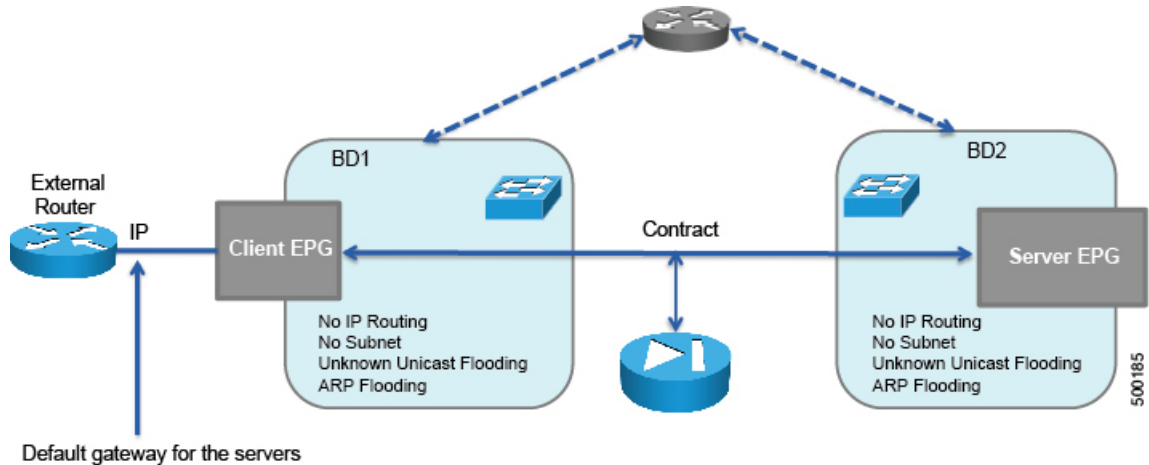 BD1
BD2
External
Router
IP
Client EPG
Contract
Server EPG
No IP Routing
No Subnet
Unknown Unicast Flooding
ARP Flooding
No IP Routing
No Subnet
Unknown Unicast Flooding
ARP Flooding
500185
Default gateway for the servers